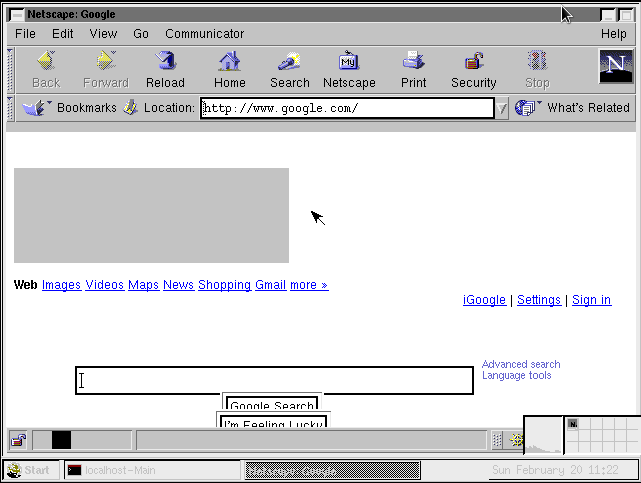 Netscape: Google
File Edit View Go Communicator Help
Back Forward Reload Home Search Netscape Print Security Stop
My
N
Bookmarks Location: http://www.google.com/ What's Related
Web Images Videos Maps News Shopping Gmail more »
iGoogle | Settings | Sign in
Advanced search
Language tools
Google Search
I'm Feeling Lucky
N
Start localhost-Main Netscape: Google Sun February 20 11:22